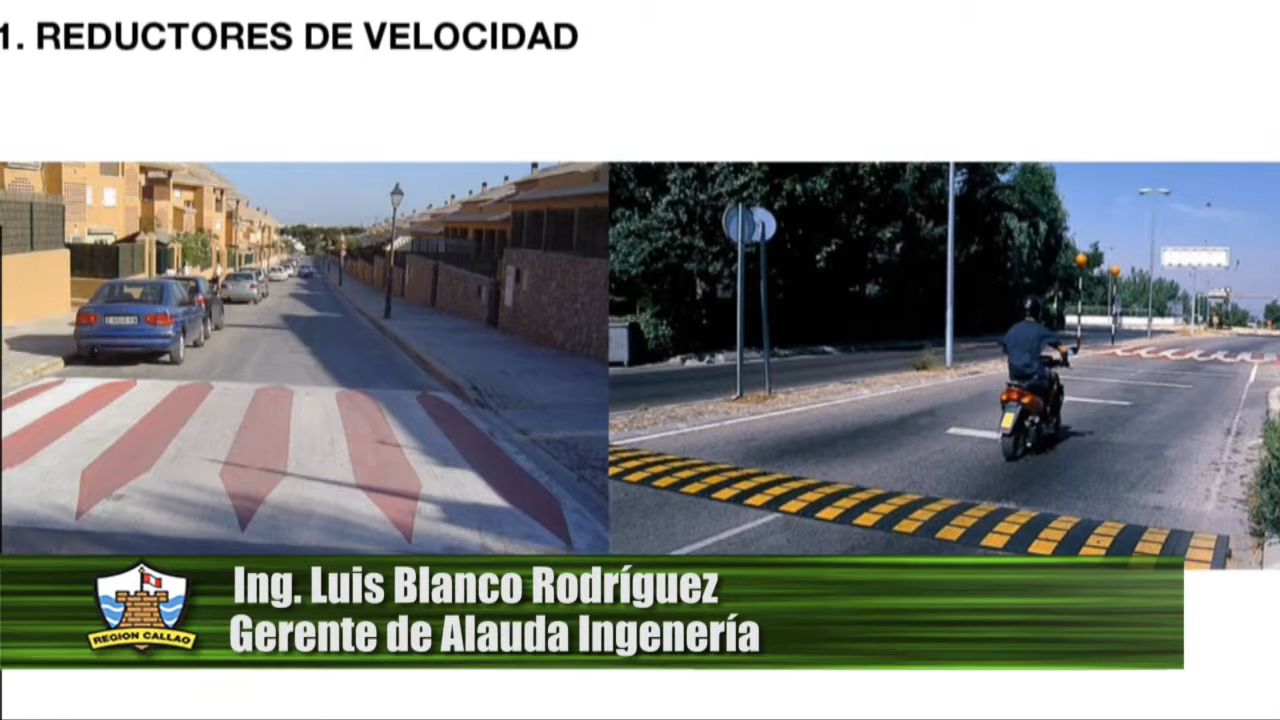 1. REDUCTORES DE VELOCIDAD
Ing. Luis Blanco Rodríguez
Gerente de Alauda Ingenería
REGION CALLAO